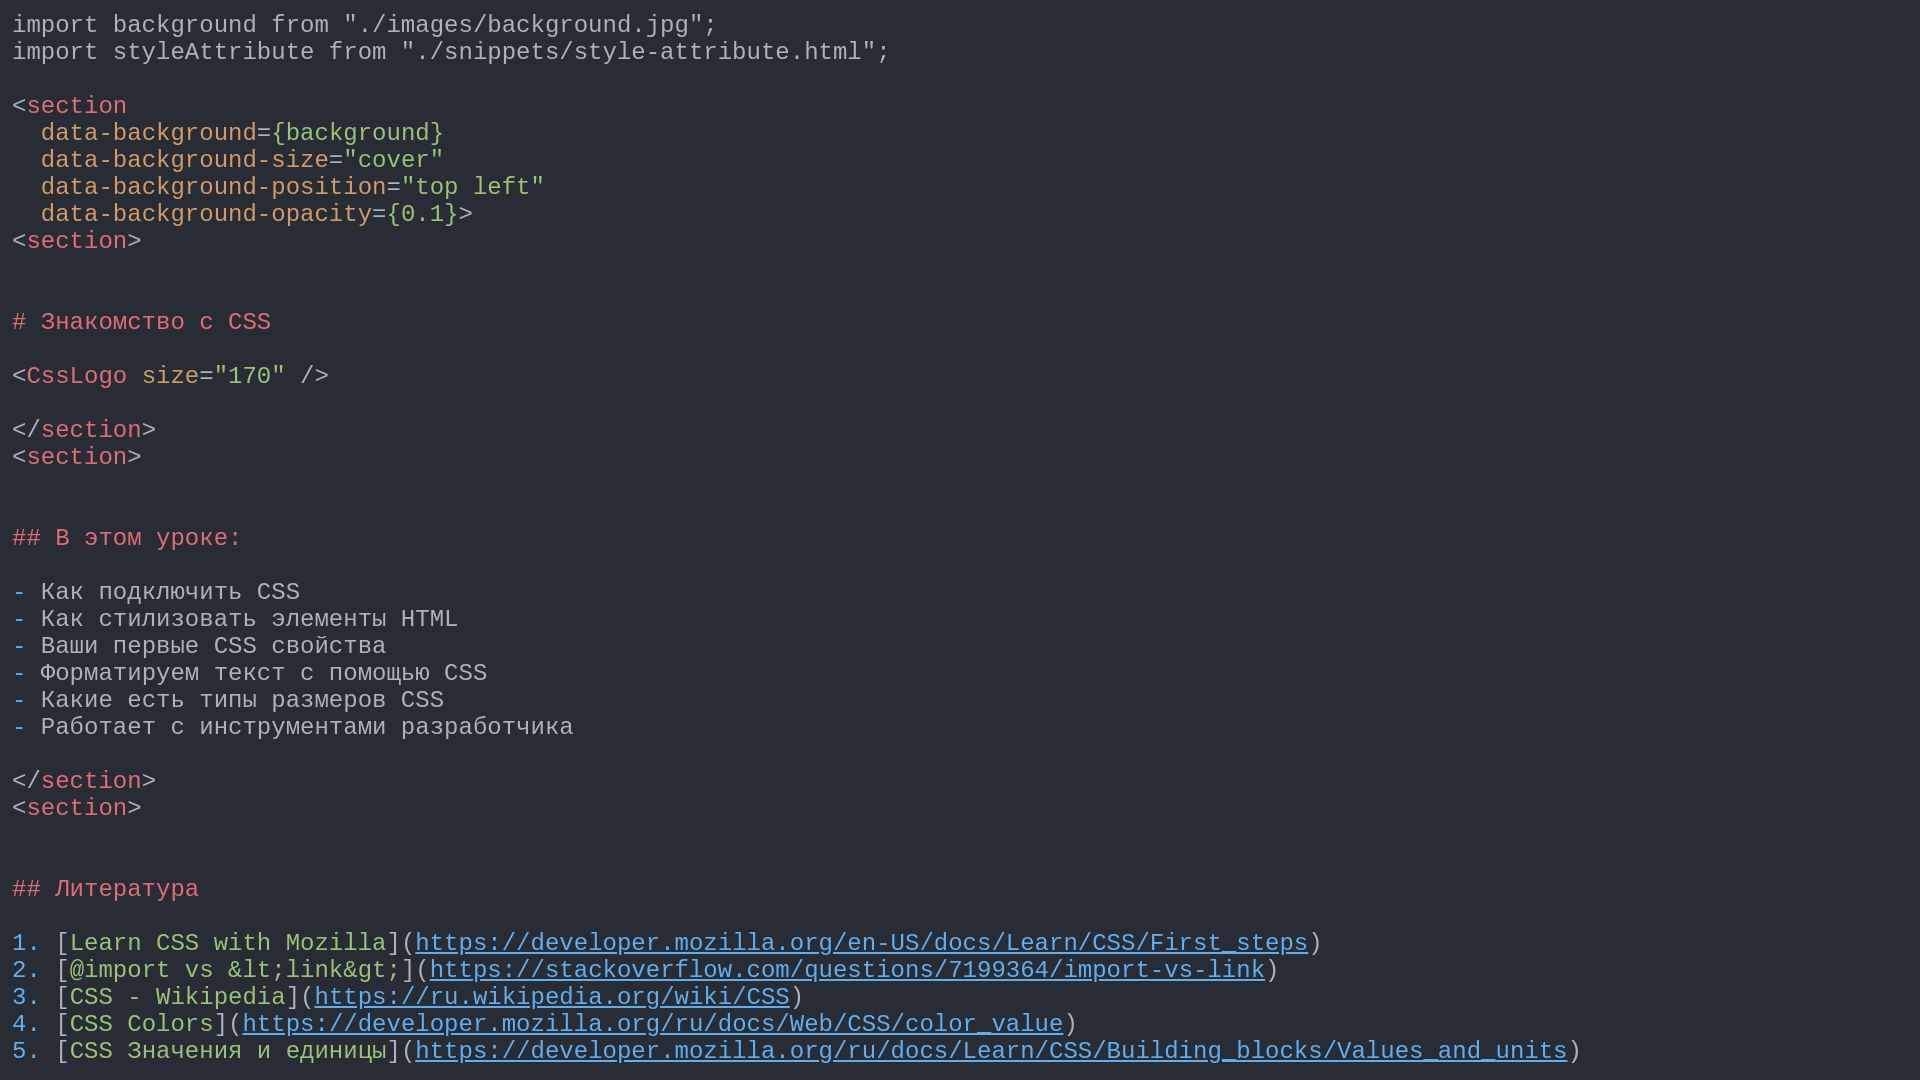 import background from "./images/background.jpg";
import styleAttribute from "./snippets/style-attribute.html";
<section
  data-background={background}
  data-background-size="cover"
  data-background-position="top left"
  data-background-opacity={0.1}>
<section>
# Знакомство с CSS
<CssLogo size="170" />
</section>
<section>
## В этом уроке:
- Как подключить CSS
- Как стилизовать элементы HTML
- Ваши первые CSS свойства
- Форматируем текст с помощью CSS
- Какие есть типы размеров CSS
- Работает с инструментами разработчика
</section>
<section>
## Литература
1. [Learn CSS with Mozilla](https://developer.mozilla.org/en-US/docs/Learn/CSS/First_steps)
2. [@import vs &lt;link&gt;](https://stackoverflow.com/questions/7199364/import-vs-link)
3. [CSS - Wikipedia](https://ru.wikipedia.org/wiki/CSS)
4. [CSS Colors](https://developer.mozilla.org/ru/docs/Web/CSS/color_value)
5. [CSS Значения и единицы](https://developer.mozilla.org/ru/docs/Learn/CSS/Building_blocks/Values_and_units)